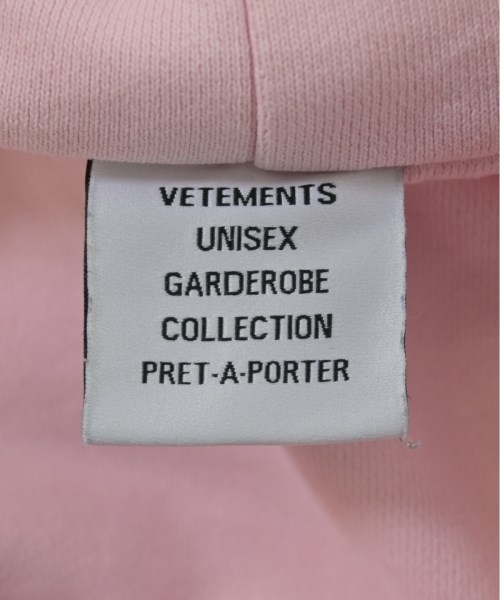 VETEMENTS
UNISEX
GARDEROBE
COLLECTION
PRET-A-PORTER